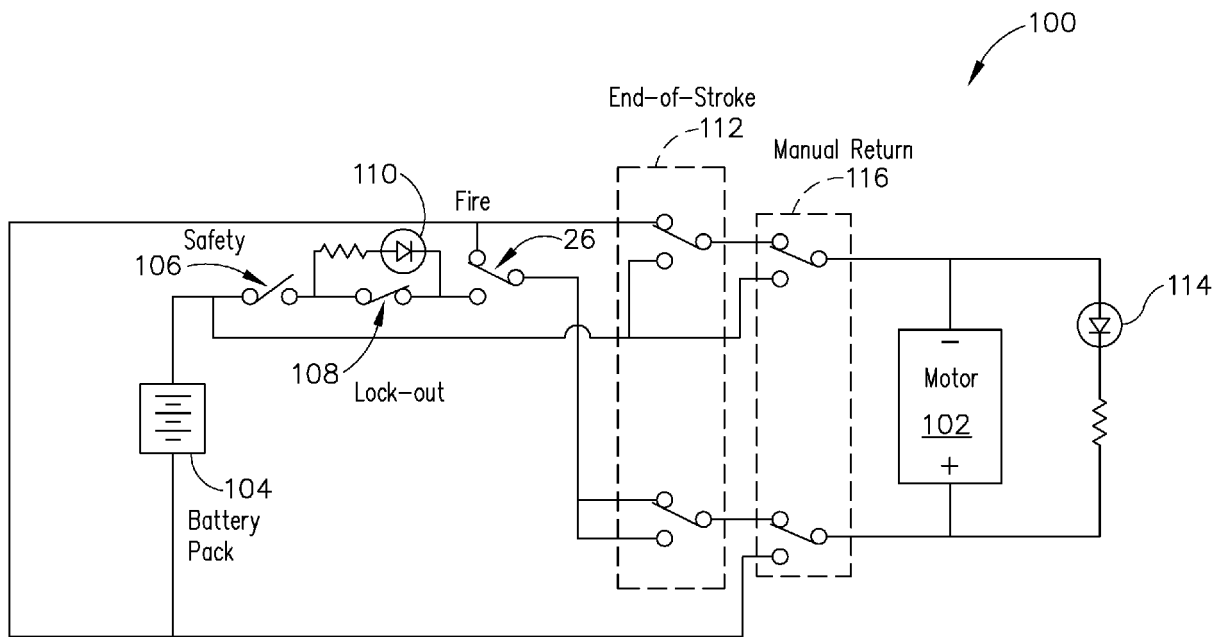 100
End-of-Stroke
112
Manual Return
116
110
Fire
26
Safety
106
114
108
Lock-out
Motor
102
104
Battery
Pack